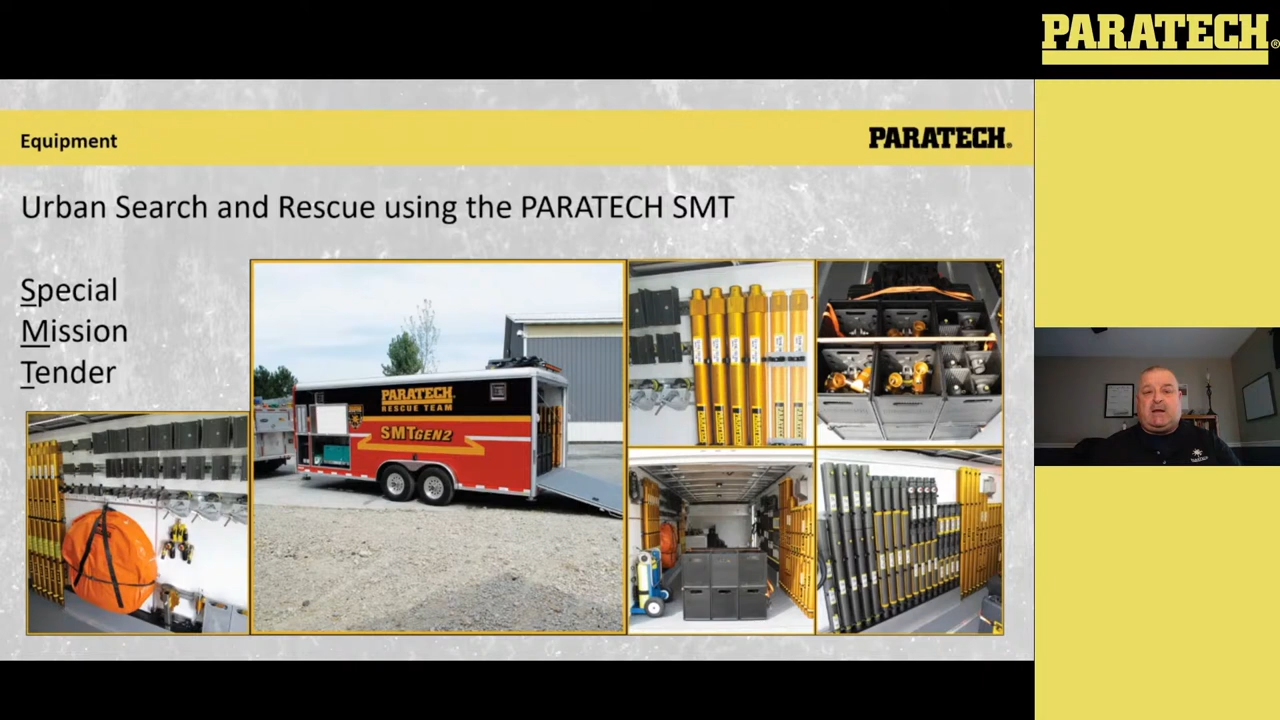 PARATECH®
Equipment
PARATECH®
Urban Search and Rescue using the PARATECH SMT
Special
Mission
Tender
PARATECH
RESCUE TEAM
SMTGEN2